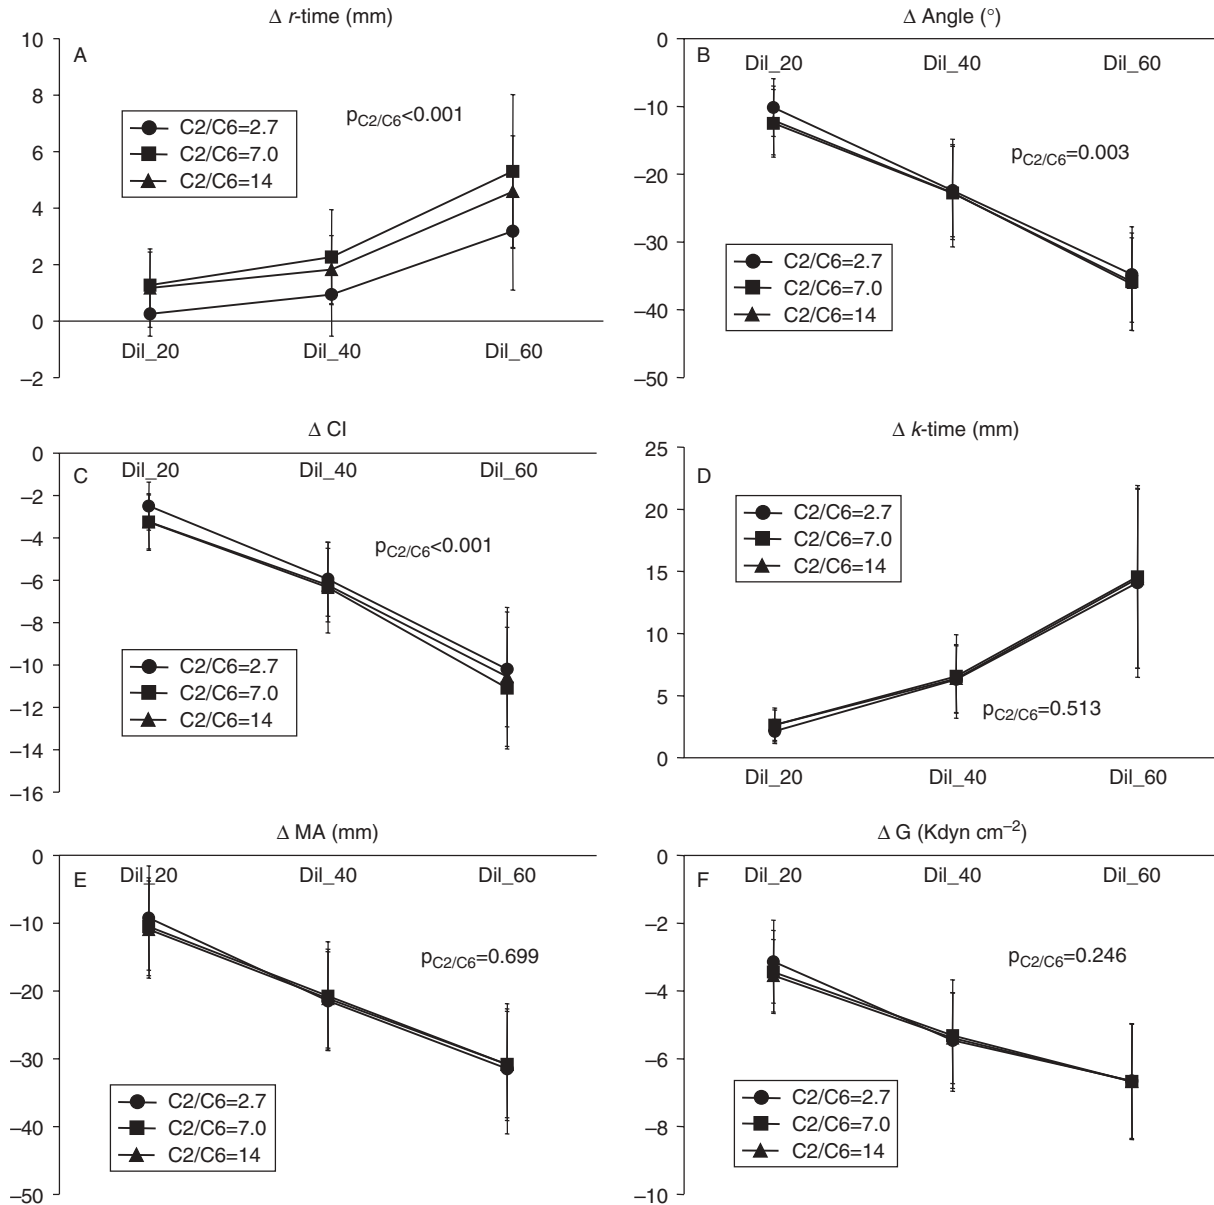 Δ r-time (mm)
10
8
6
4
2
0
−2
A
C2/C6=2.7
C2/C6=7.0
C2/C6=14
pC2/C6<0.001
Dil_20 Dil_40 Dil_60
Δ Angle (°)
0
−10
−20
−30
−40
−50
B
Dil_20 Dil_40 Dil_60
pC2/C6=0.003
C2/C6=2.7
C2/C6=7.0
C2/C6=14
Δ CI
0
−2
−4
−6
−8
−10
−12
−14
−16
C
Dil_20 Dil_40 Dil_60
pC2/C6<0.001
C2/C6=2.7
C2/C6=7.0
C2/C6=14
Δ k-time (mm)
25
20
15
10
5
0
D
C2/C6=2.7
C2/C6=7.0
C2/C6=14
pC2/C6=0.513
Dil_20 Dil_40 Dil_60
Δ MA (mm)
0
−10
−20
−30
−40
−50
E
Dil_20 Dil_40 Dil_60
pC2/C6=0.699
C2/C6=2.7
C2/C6=7.0
C2/C6=14
Δ G (Kdyn cm−2)
0
−2
−4
−6
−8
−10
F
Dil_20 Dil_40 Dil_60
pC2/C6=0.246
C2/C6=2.7
C2/C6=7.0
C2/C6=14